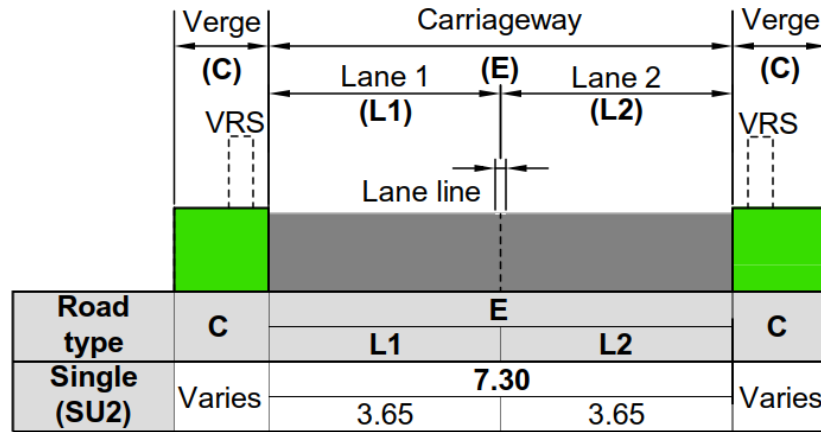 Verge Carriageway Verge
(C) (E) (C)
Lane 1 Lane 2
(L1) (L2)
VRS VRS
Lane line
Road type C E C
L1 L2
Single (SU2) Varies 7.30 Varies
3.65 3.65